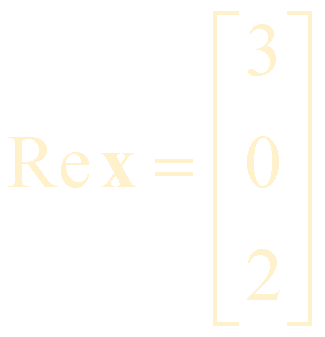 Re x = [3
0
2]